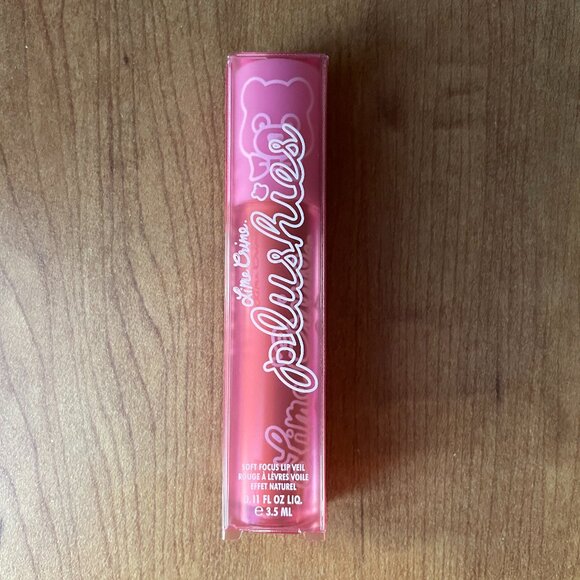 Lime Crime.
plushies
Lime
SOFT FOCUS LIP VEIL
ROUGE À LÈVRES VOILE
EFFET NATUREL
0.11 FL OZ LIQ.
e 3.5 ML